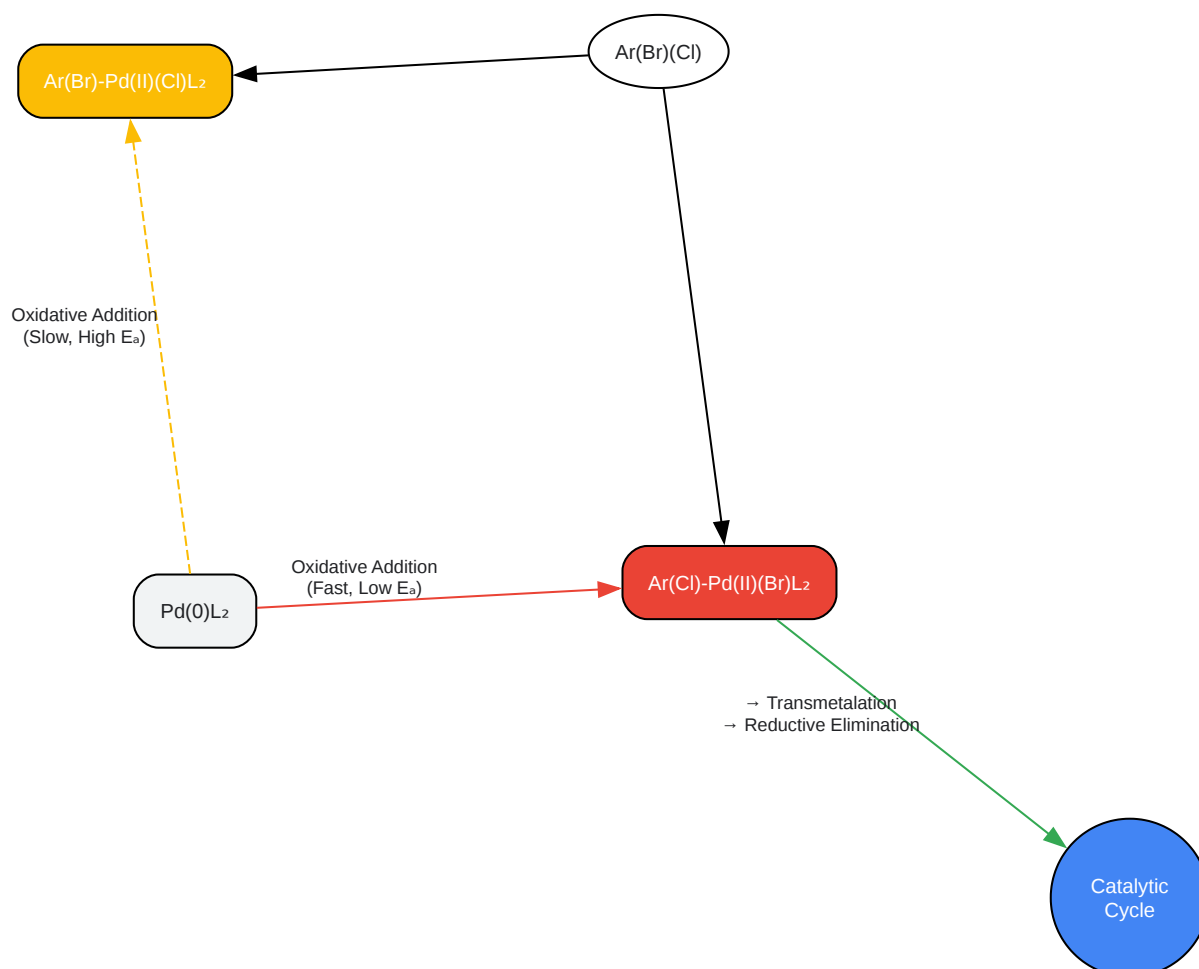 Ar(Br)(Cl)
Ar(Br)-Pd(II)(Cl)L₂
Oxidative Addition
(Slow, High Eₐ)
Oxidative Addition
(Fast, Low Eₐ)
Pd(0)L₂
Ar(Cl)-Pd(II)(Br)L₂
→ Transmetalation
→ Reductive Elimination
Catalytic
Cycle